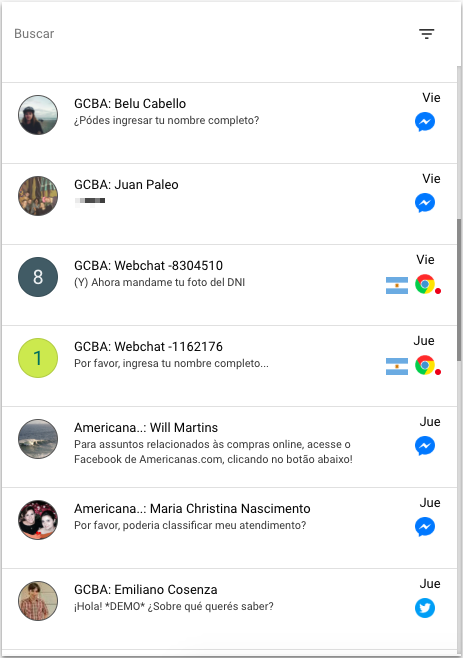 Buscar
GCBA: Belu Cabello
Vie
¿Pódes ingresar tu nombre completo?
GCBA: Juan Paleo
Vie
8
GCBA: Webchat -8304510
Vie
(Y) Ahora mandame tu foto del DNI
1
GCBA: Webchat -1162176
Jue
Por favor, ingresa tu nombre completo...
Americana..: Will Martins
Jue
Para assuntos relacionados às compras online, acesse o
Facebook de Americanas.com, clicando no botão abaixo!
Americana..: Maria Christina Nascimento
Jue
Por favor, poderia classificar meu atendimento?
GCBA: Emiliano Cosenza
Jue
¡Hola! *DEMO* ¿Sobre qué querés saber?